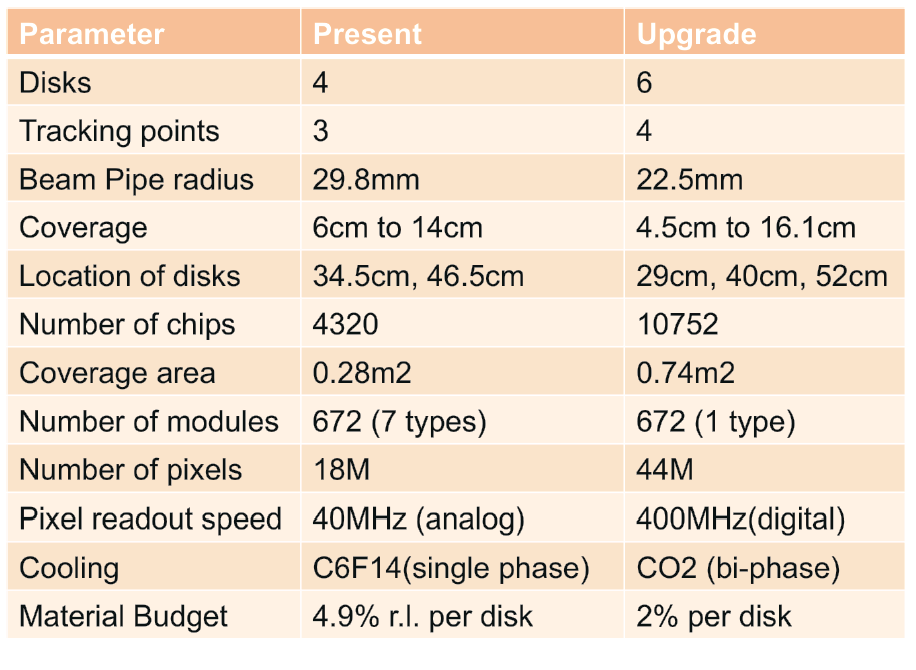 Parameter Present Upgrade
Disks 4 6
Tracking points 3 4
Beam Pipe radius 29.8mm 22.5mm
Coverage 6cm to 14cm 4.5cm to 16.1cm
Location of disks 34.5cm, 46.5cm 29cm, 40cm, 52cm
Number of chips 4320 10752
Coverage area 0.28m2 0.74m2
Number of modules 672 (7 types) 672 (1 type)
Number of pixels 18M 44M
Pixel readout speed 40MHz (analog) 400MHz(digital)
Cooling C6F14(single phase) CO2 (bi-phase)
Material Budget 4.9% r.l. per disk 2% per disk